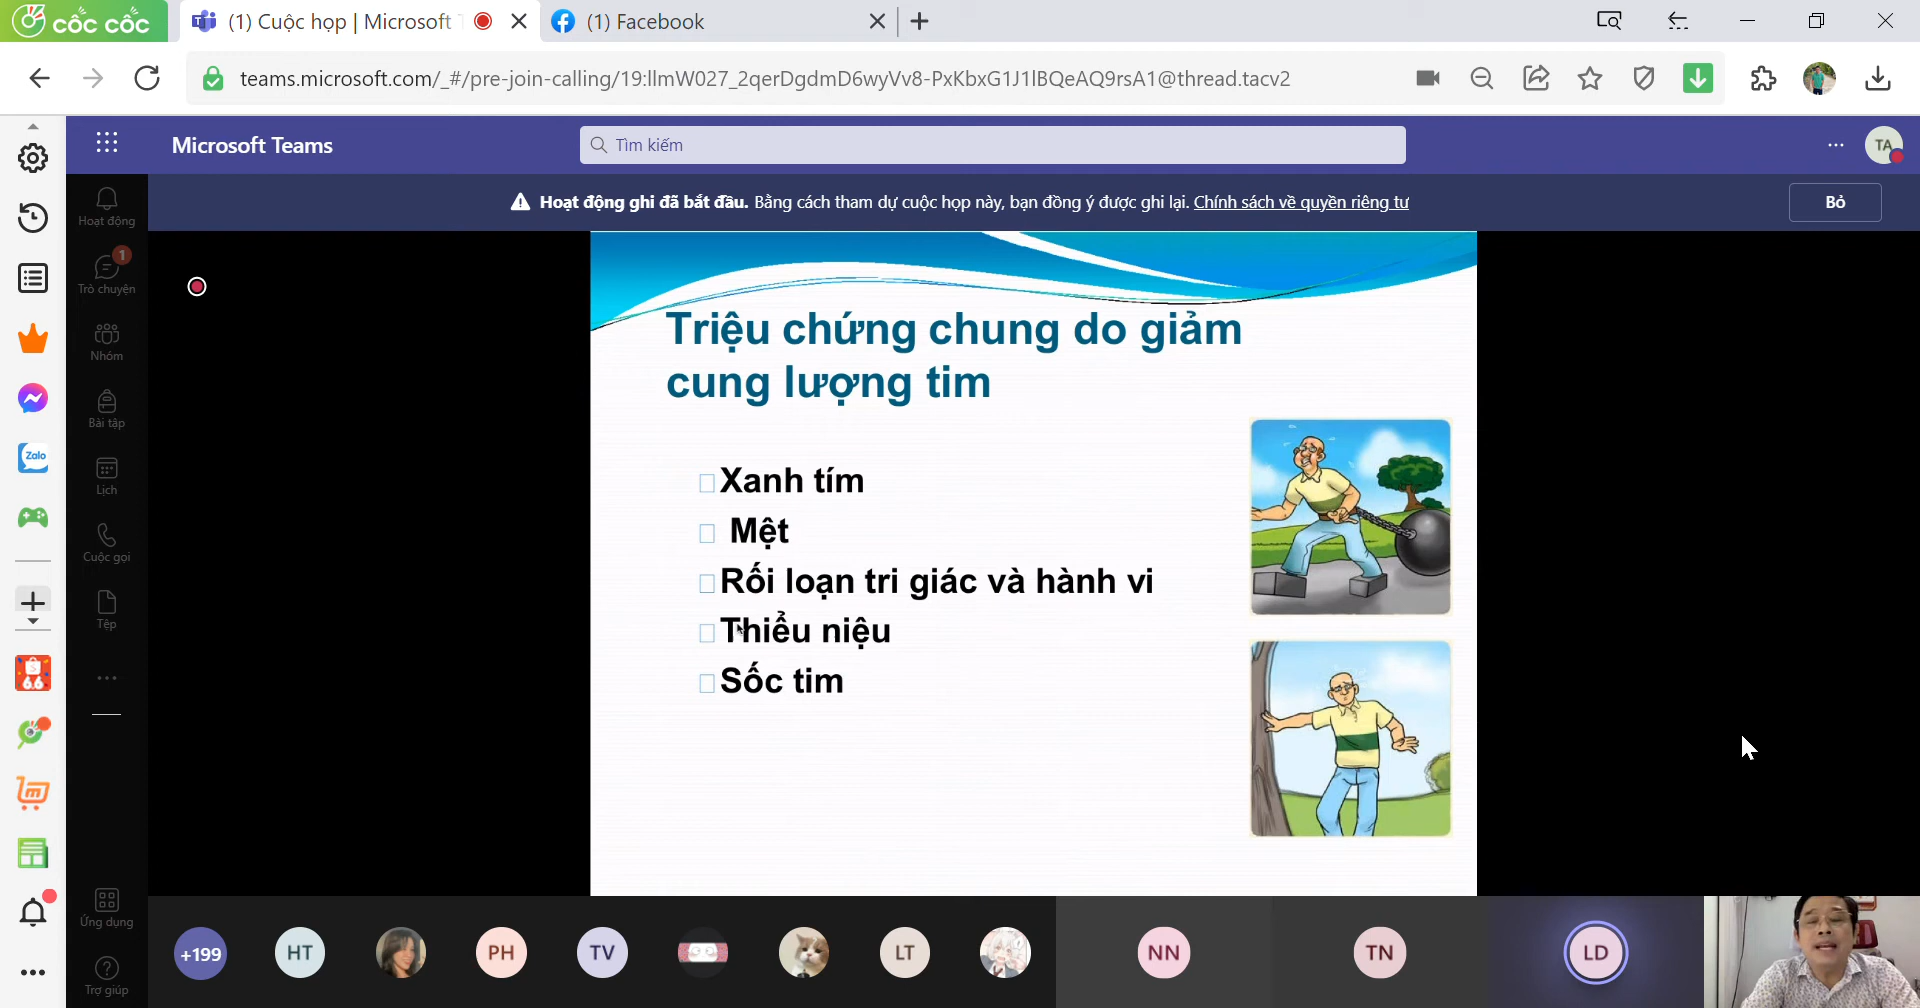 cốc cốc
(1) Cuộc họp | Microsoft
(1) Facebook
teams.microsoft.com/_#/pre-join-calling/19:llmW027_2qerDgdmD6wyVv8-PxKbxG1J1lBQeAQ9rsA1@thread.tacv2
Microsoft Teams
Tìm kiếm
TA
Hoạt động ghi đã bắt đầu. Bằng cách tham dự cuộc họp này, bạn đồng ý được ghi lại. Chính sách về quyền riêng tư
Bỏ
Hoạt động
1
Trò chuyện
Nhóm
Bài tập
Lịch
Cuộc gọi
Tệp
Ứng dụng
Trợ giúp
Zalo
6.6
Triệu chứng chung do giảm
cung lượng tim
Xanh tím
Mệt
Rối loạn tri giác và hành vi
Thiểu niệu
Sốc tim
+199
HT
PH
TV
LT
NN
TN
LD